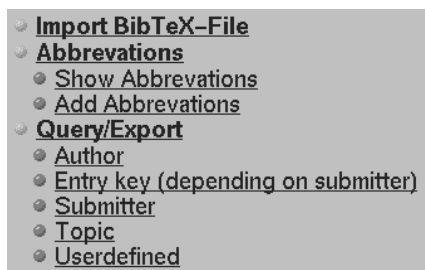 Import BibTeX-File
Abbrevations
Show Abbrevations
Add Abbrevations
Query/Export
Author
Entry key (depending on submitter)
Submitter
Topic
Userdefined